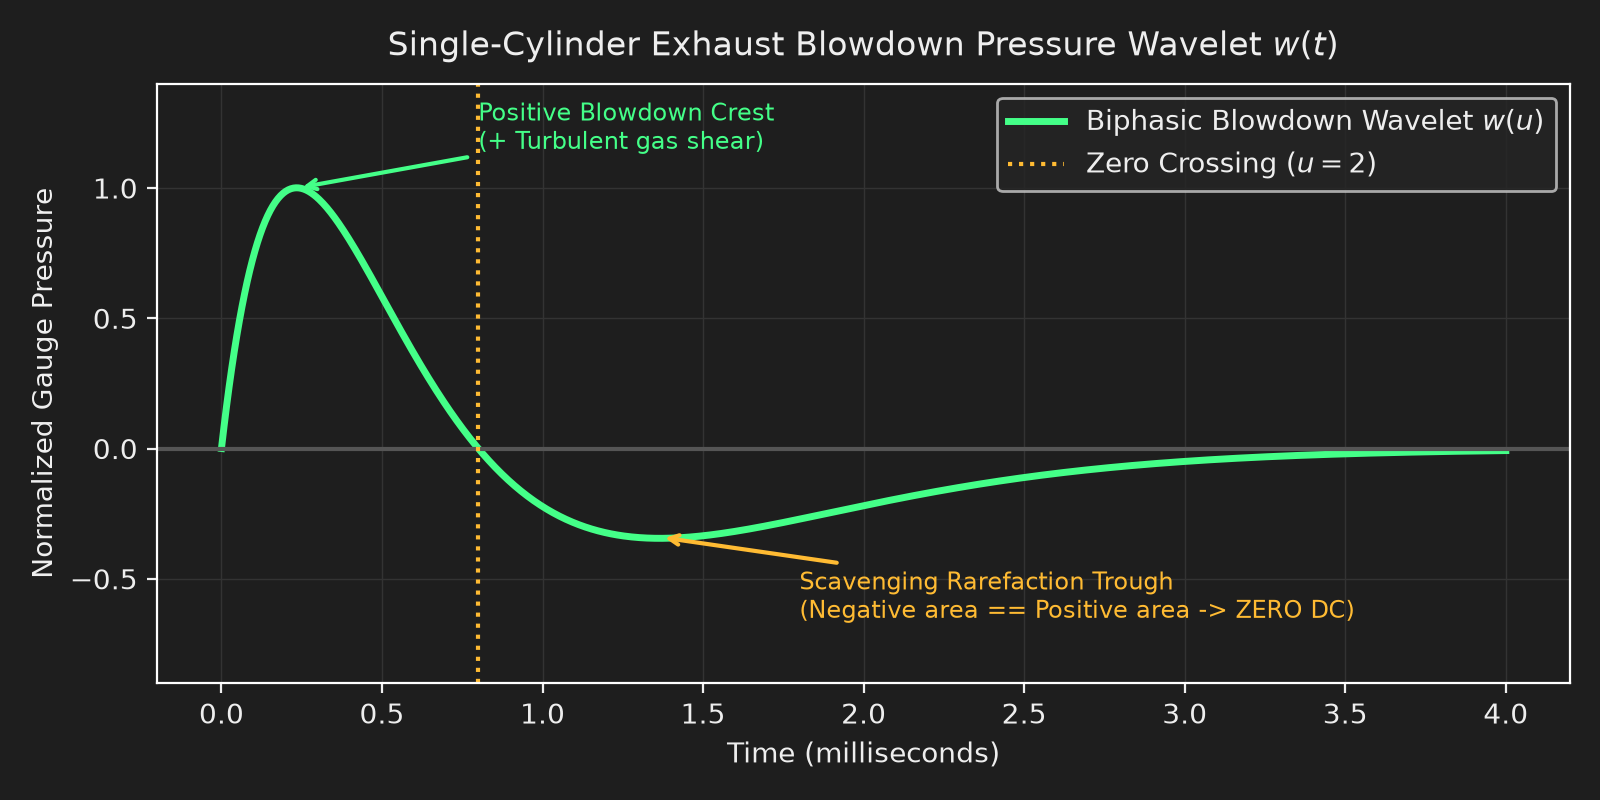 Single-Cylinder Exhaust Blowdown Pressure Wavelet w(t)
Positive Blowdown Crest
(+ Turbulent gas shear)
Biphasic Blowdown Wavelet w(u)
Zero Crossing (u = 2)
Normalized Gauge Pressure
1.0
0.5
0.0
−0.5
Scavenging Rarefaction Trough
(Negative area == Positive area -> ZERO DC)
0.0 0.5 1.0 1.5 2.0 2.5 3.0 3.5 4.0
Time (milliseconds)